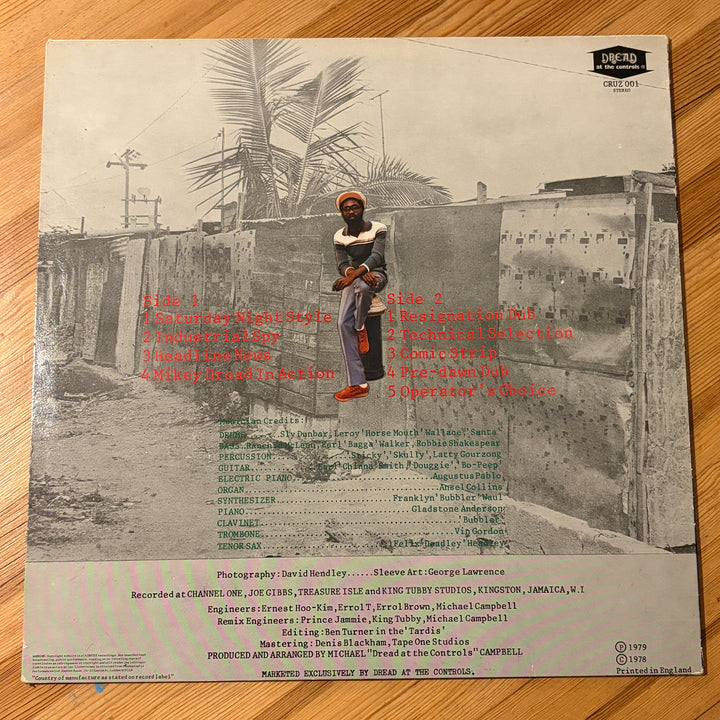 DREAD
at the controls
CRUZ 001
STEREO
Side 1
1 Saturday Night Style
2 Industrial Spy
3 Headline News
4 Mikey Dread In Action
Side 2
1 Resignation Dub
2 Technical Selection
3 Comic Strip
4 Pre-dawn Dub
5 Operator's Choice
Musician Credits:
DRUMS......Sly Dunbar, Leroy'Horse Mouth'Wallace,'Santa'
BASS..Ranchie McLean, Earl'Bagga'Walker, Robbie Shakespear
PERCUSSION............'Sticky','Skully', Latty Gourzong
GUITAR..........Earl'Chinna'Smith,'Douggie','Bo-Peep'
ELECTRIC PIANO....................Augustus Pablo
ORGAN..............................Ansel Collins
SYNTHESIZER.................Franklyn'Bubbler'Waul
PIANO...........................Gladstone Anderson
CLAVINET..................................'Bubbler'
TROMBONE...............................Vin Gordon
TENOR SAX....................Felix'Deadley'Headley
Photography: David Hendley......Sleeve Art: George Lawrence
Recorded at CHANNEL ONE, JOE GIBBS, TREASURE ISLE and KING TUBBY STUDIOS, KINGSTON, JAMAICA, W.I
Engineers: Ernest Hoo-Kim, Errol T, Errol Brown, Michael Campbell
Remix Engineers: Prince Jammie, King Tubby, Michael Campbell
Editing: Ben Turner in the 'Tardis'
Mastering: Denis Blackham, Tape One Studios
PRODUCED AND ARRANGED BY MICHAEL "Dread at the Controls" CAMPBELL
MARKETED EXCLUSIVELY BY DREAD AT THE CONTROLS.
"Country of manufacture as stated on record label"
Ⓟ 1979
Ⓒ 1978
Printed in England